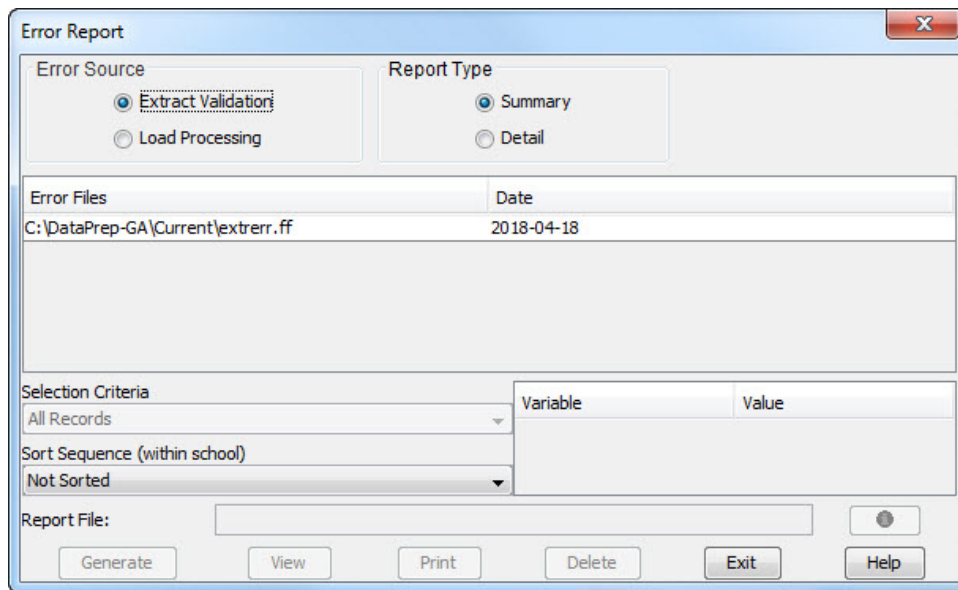 Error Report
Error Source
Report Type
Extract Validation
Summary
Load Processing
Detail
Error Files Date
C:\DataPrep-GA\Current\extrerr.ff 2018-04-18
Selection Criteria
All Records
Variable Value
Sort Sequence (within school)
Not Sorted
Report File:
Generate View Print Delete Exit Help